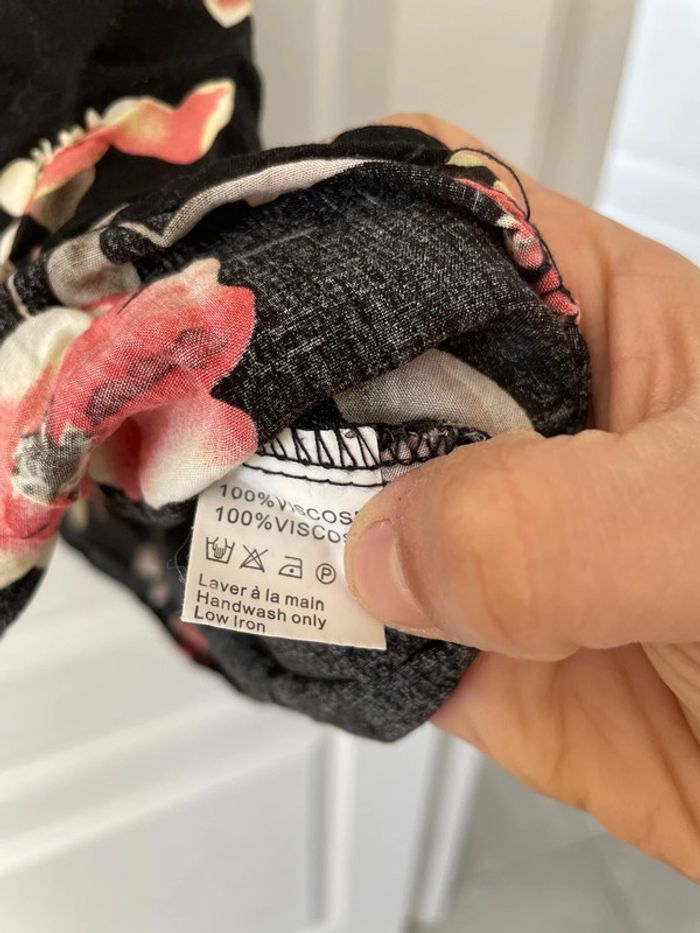 100%VISCOS
100%VISCOS
P
Laver à la main
Handwash only
Low Iron